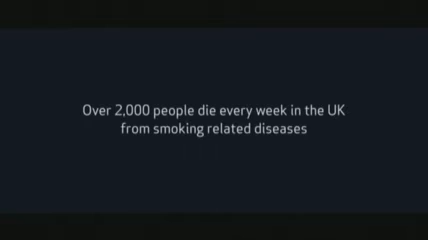 Over 2,000 people die every week in the UK
from smoking related diseases